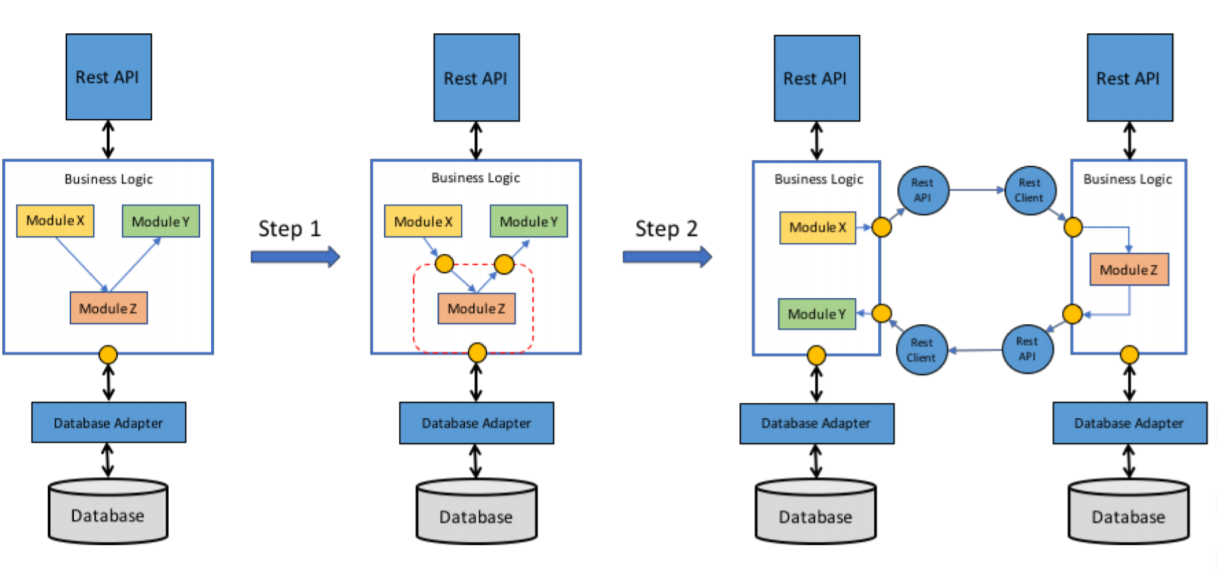 Rest API
Business Logic
Module X
Module Y
Module Z
Database Adapter
Database
Step 1
Rest API
Business Logic
Module X
Module Y
Module Z
Database Adapter
Database
Step 2
Rest API
Business Logic
Module X
Module Y
Database Adapter
Database
Rest
API
Rest
Client
Rest
Client
Rest
API
Rest API
Business Logic
Module Z
Database Adapter
Database